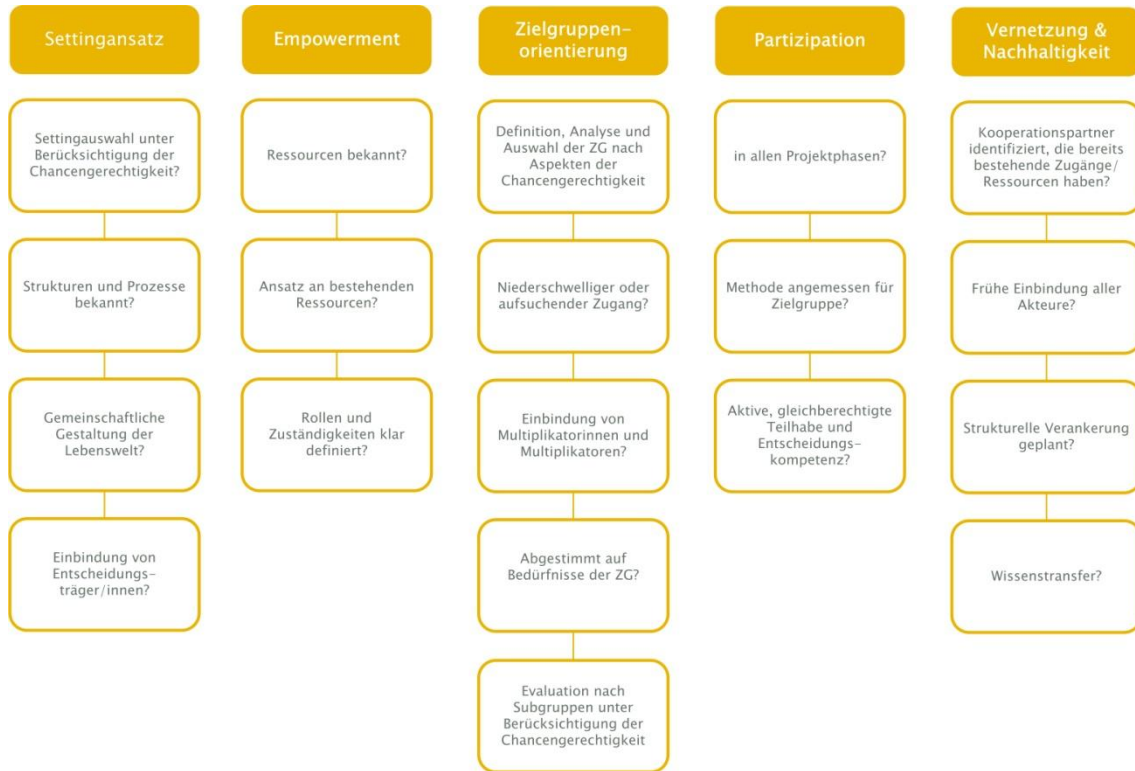 Settingansatz
Settingauswahl unter
Berücksichtigung der
Chancengerechtigkeit?
Strukturen und Prozesse
bekannt?
Gemeinschaftliche
Gestaltung der
Lebenswelt?
Einbindung von
Entscheidungs-
träger/innen?
Empowerment
Ressourcen bekannt?
Ansatz an bestehenden
Ressourcen?
Rollen und
Zuständigkeiten klar
definiert?
Zielgruppen-
orientierung
Definition, Analyse und
Auswahl der ZG nach
Aspekten der
Chancengerechtigkeit
Niederschwelliger oder
aufsuchender Zugang?
Einbindung von
Multiplikatorinnen und
Multiplikatoren?
Abgestimmt auf
Bedürfnisse der ZG?
Evaluation nach
Subgruppen unter
Berücksichtigung der
Chancengerechtigkeit
Partizipation
in allen Projektphasen?
Methode angemessen für
Zielgruppe?
Aktive, gleichberechtigte
Teilhabe und
Entscheidungs-
kompetenz?
Vernetzung &
Nachhaltigkeit
Kooperationspartner
identifiziert, die bereits
bestehende Zugänge/
Ressourcen haben?
Frühe Einbindung aller
Akteure?
Strukturelle Verankerung
geplant?
Wissenstransfer?